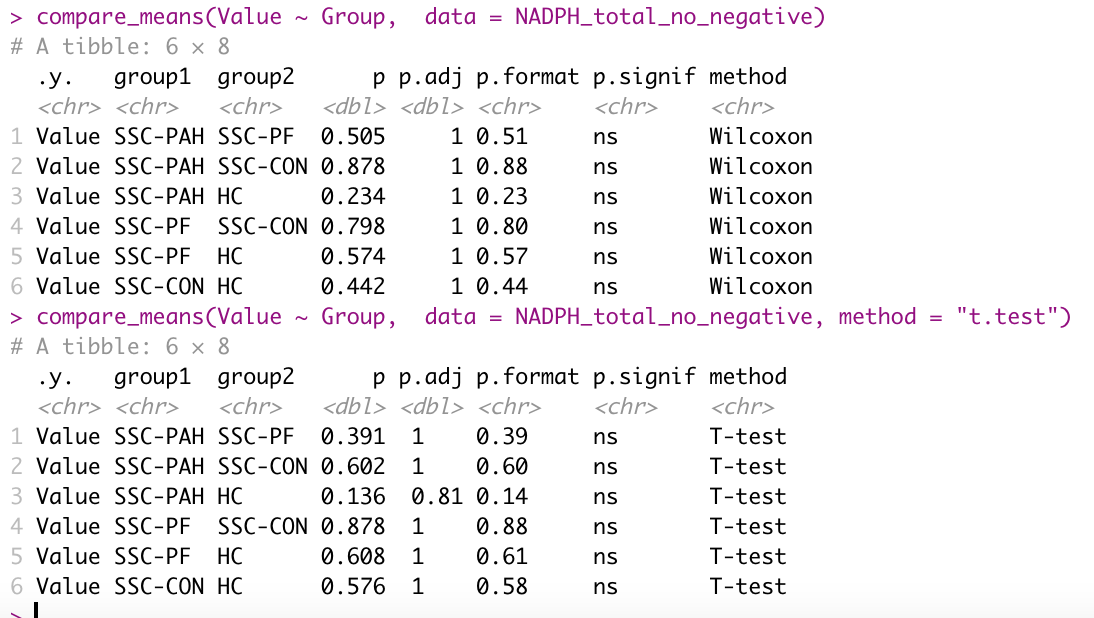 > compare_means(Value ~ Group,  data = NADPH_total_no_negative)
# A tibble: 6 × 8
  .y.   group1  group2      p p.adj p.format p.signif method
  <chr> <chr>   <chr>   <dbl> <dbl> <chr>    <chr>    <chr>
1 Value SSC-PAH SSC-PF  0.505     1 0.51     ns       Wilcoxon
2 Value SSC-PAH SSC-CON 0.878     1 0.88     ns       Wilcoxon
3 Value SSC-PAH HC      0.234     1 0.23     ns       Wilcoxon
4 Value SSC-PF  SSC-CON 0.798     1 0.80     ns       Wilcoxon
5 Value SSC-PF  HC      0.574     1 0.57     ns       Wilcoxon
6 Value SSC-CON HC      0.442     1 0.44     ns       Wilcoxon
> compare_means(Value ~ Group,  data = NADPH_total_no_negative, method = "t.test")
# A tibble: 6 × 8
  .y.   group1  group2      p p.adj p.format p.signif method
  <chr> <chr>   <chr>   <dbl> <dbl> <chr>    <chr>    <chr>
1 Value SSC-PAH SSC-PF  0.391  1    0.39     ns       T-test
2 Value SSC-PAH SSC-CON 0.602  1    0.60     ns       T-test
3 Value SSC-PAH HC      0.136  0.81 0.14     ns       T-test
4 Value SSC-PF  SSC-CON 0.878  1    0.88     ns       T-test
5 Value SSC-PF  HC      0.608  1    0.61     ns       T-test
6 Value SSC-CON HC      0.576  1    0.58     ns       T-test
>